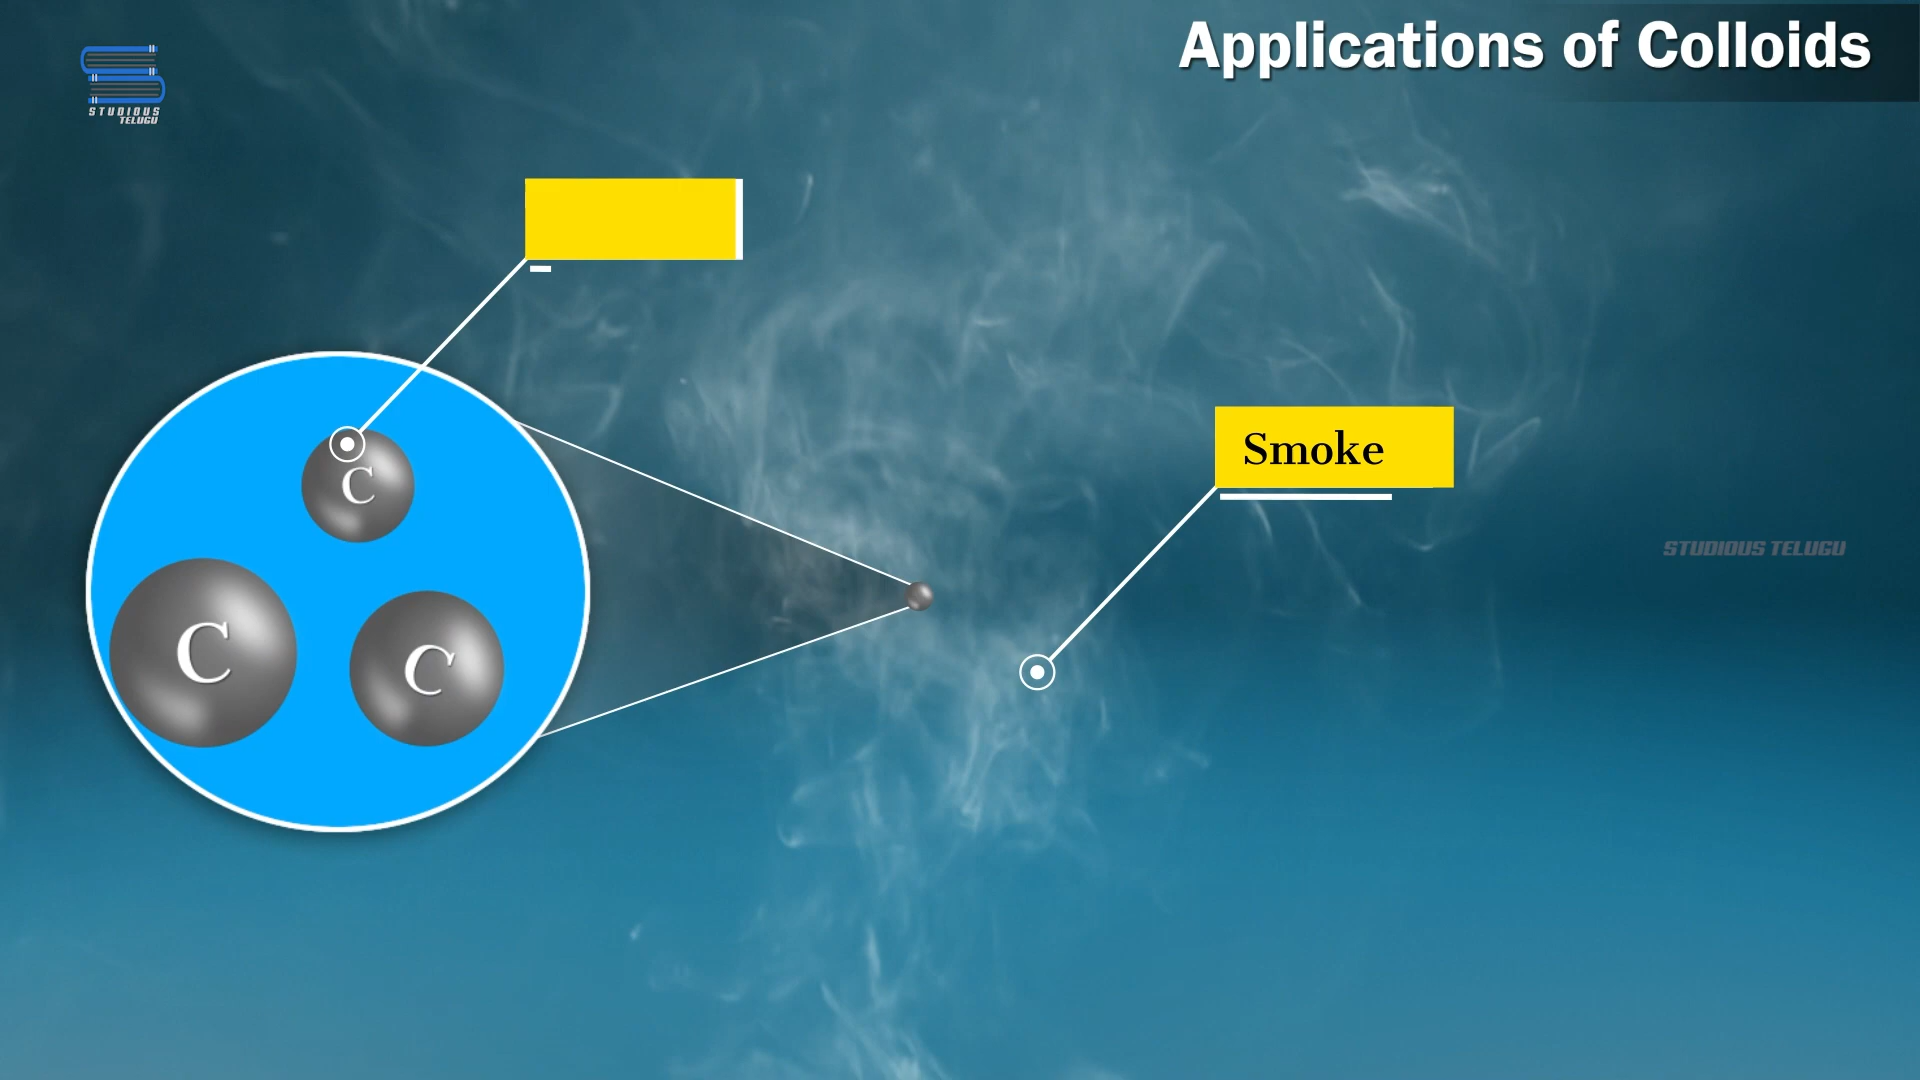 Applications of Colloids
STUDIOUS
TELUGU
C
C
C
Smoke
STUDIOUS TELUGU